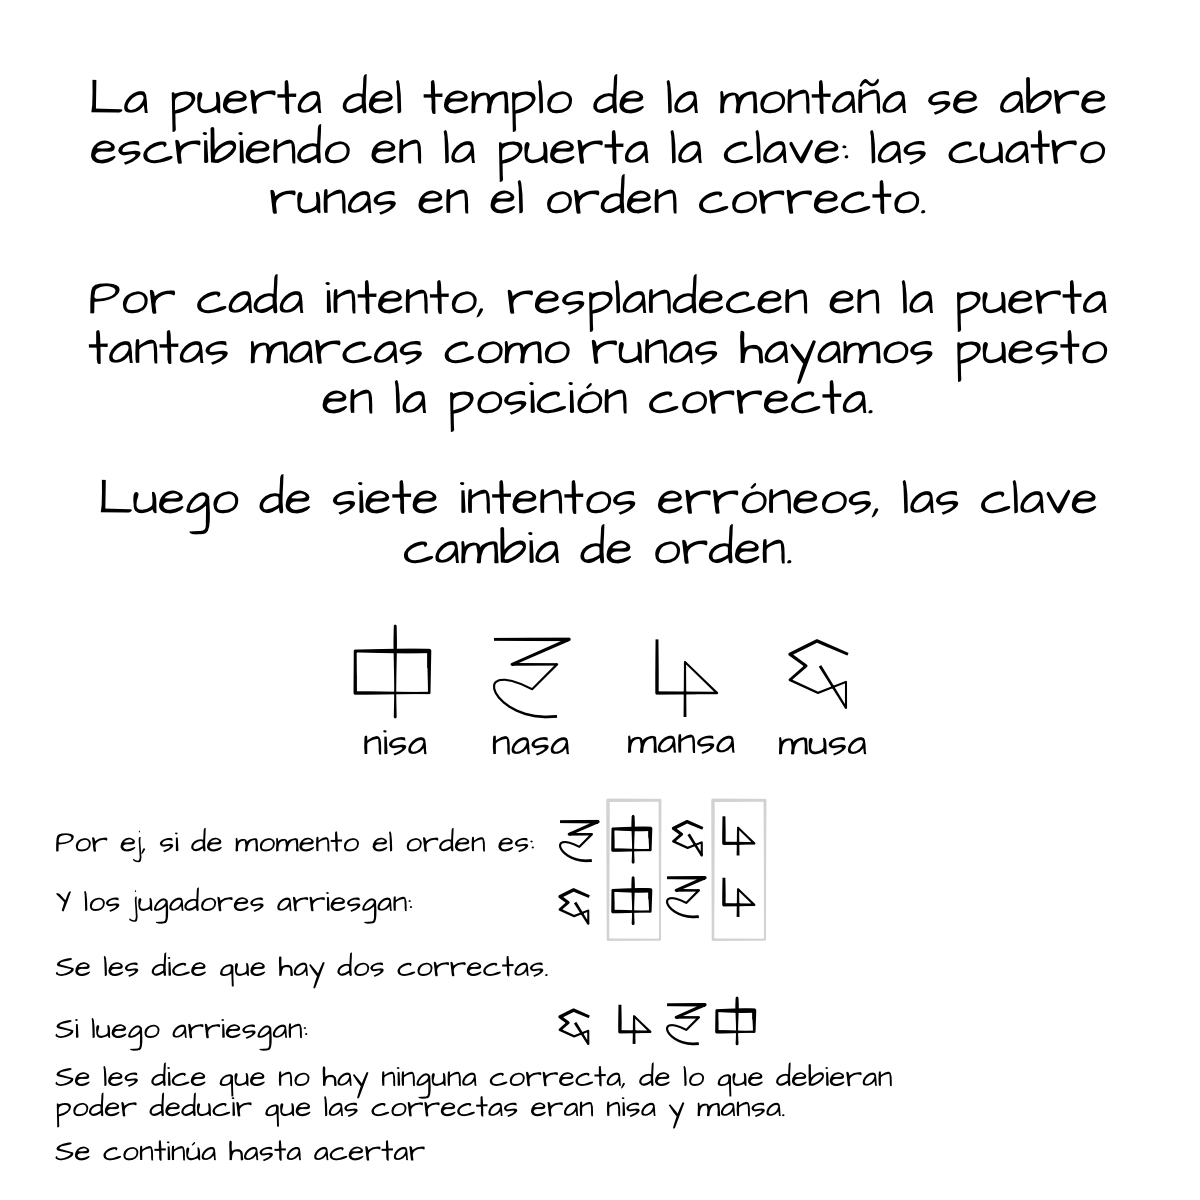 La puerta del templo de la montaña se abre
escribiendo en la puerta la clave: las cuatro
runas en el orden correcto.
Por cada intento, resplandecen en la puerta
tantas marcas como runas hayamos puesto
en la posición correcta.
Luego de siete intentos erróneos, las clave
cambia de orden.
nisa nasa mansa musa
Por ej, si de momento el orden es:
Y los jugadores arriesgan:
Se les dice que hay dos correctas.
Si luego arriesgan:
Se les dice que no hay ninguna correcta, de lo que debieran
poder deducir que las correctas eran nisa y mansa.
Se continúa hasta acertar